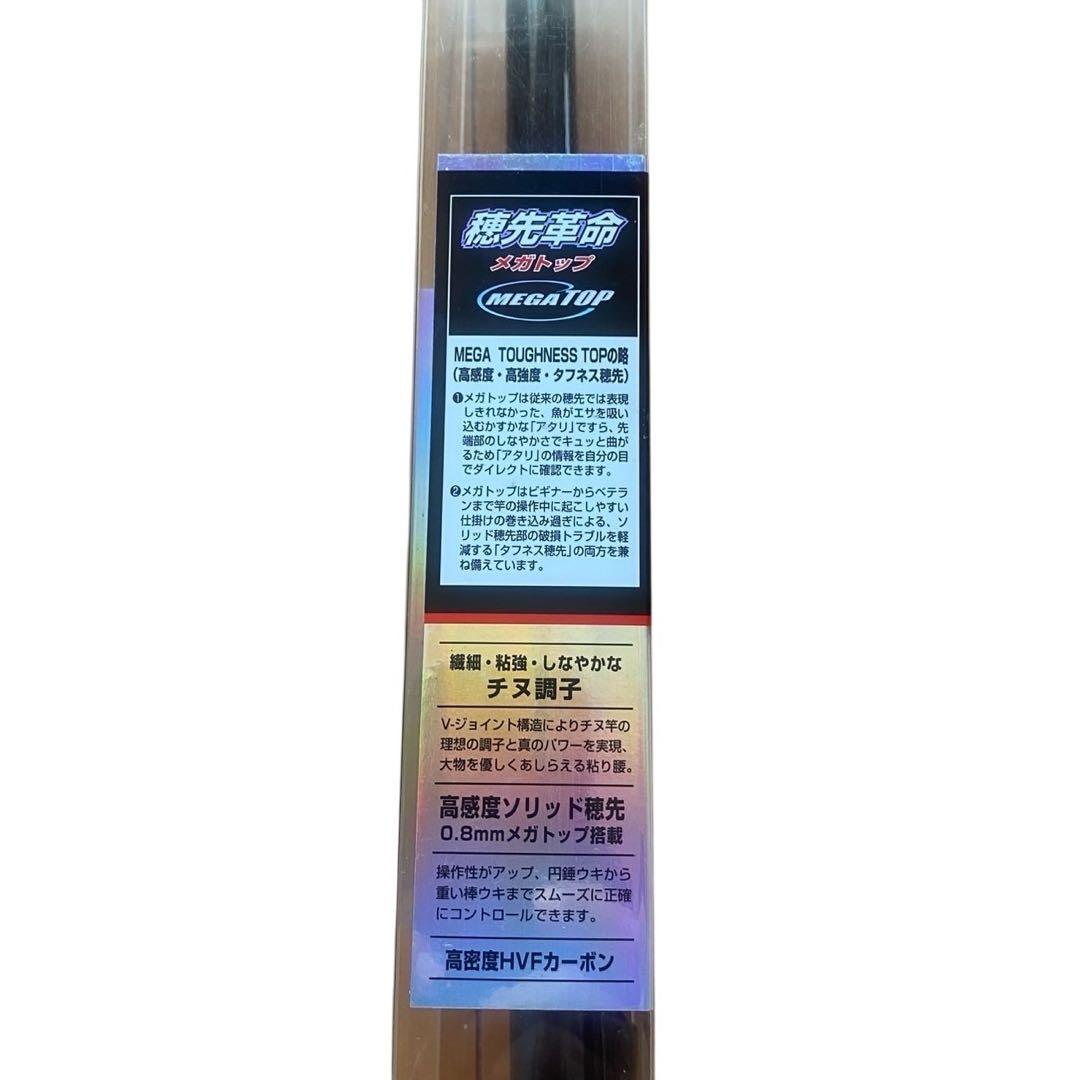 穂先革命
メガトップ
MEGATOP
MEGA TOUGHNESS TOPの略
(高感度・高強度・タフネス穂先)
❶メガトップは従来の穂先では表現
しきれなかった、魚がエサを吸い
込むかすかな「アタリ」ですら、先
端部のしなやかさでキュッと曲が
るため「アタリ」の情報を自分の目
でダイレクトに確認できます。
❷メガトップはビギナーからベテラ
ンまで竿の操作中に起こしやすい
仕掛けの巻き込み過ぎによる、ソ
リッド穂先部の破損トラブルを軽
減する「タフネス穂先」の両方を兼
ね備えています。
繊細・粘強・しなやかな
チヌ調子
V-ジョイント構造によりチヌ竿の
理想の調子と真のパワーを実現、
大物を優しくあしらえる粘り腰。
高感度ソリッド穂先
0.8mmメガトップ搭載
操作性がアップ、円錐ウキから
重い棒ウキまでスムーズに正確
にコントロールできます。
高密度HVFカーボン